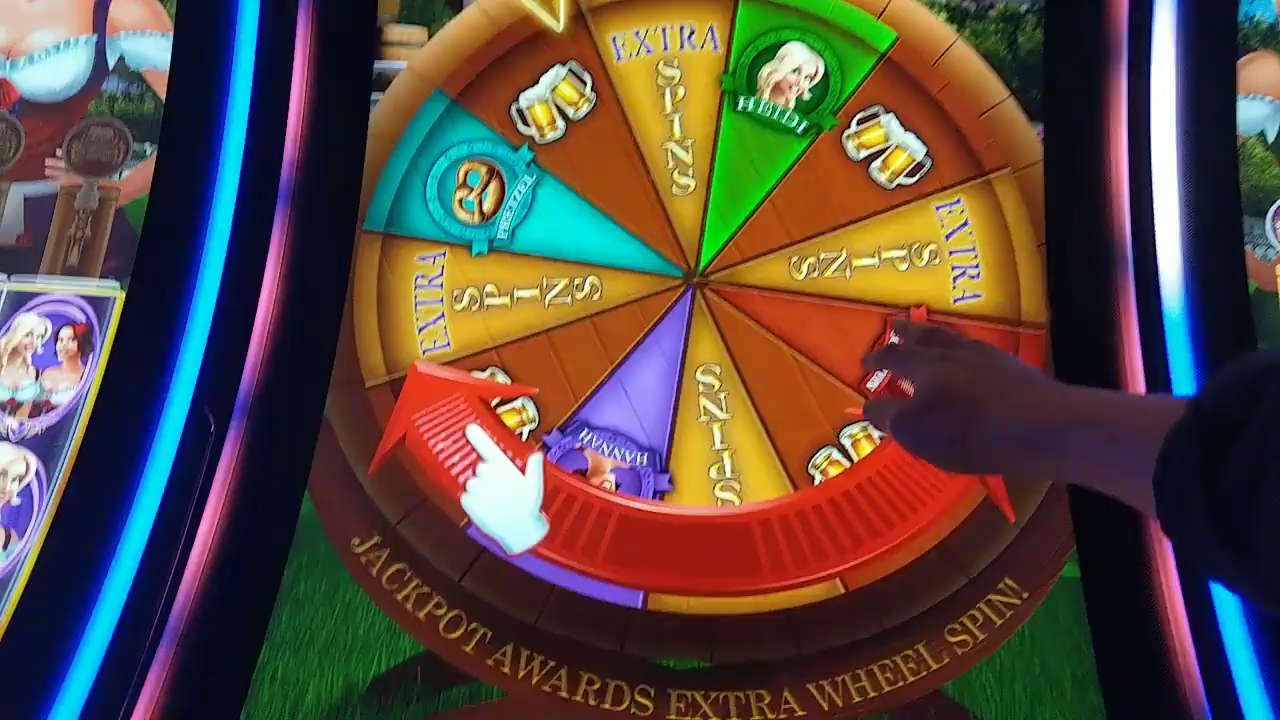 EXTRA
SPINS
HEIDI
PRETZEL
EXTRA
SPINS
EXTRA
SPINS
HANNAH
SPINS
JACKPOT AWARDS EXTRA WHEEL SPIN!